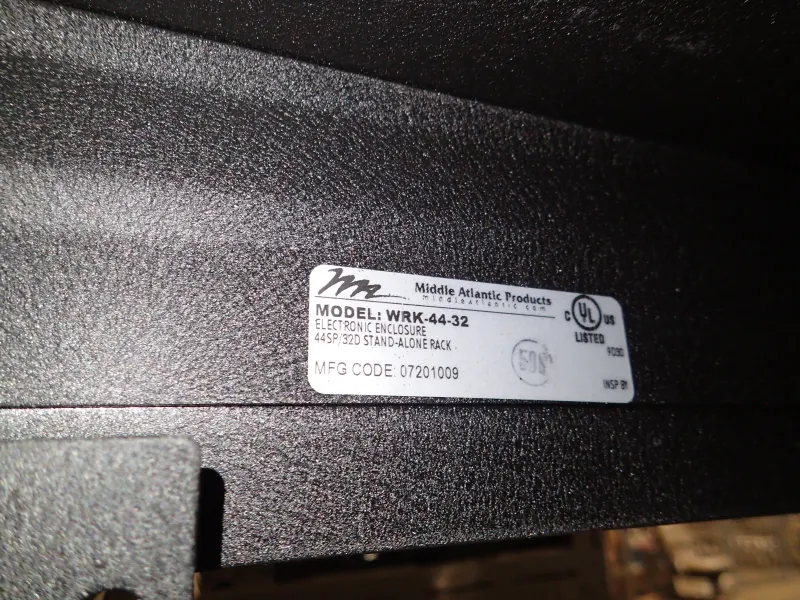 Middle Atlantic Products
middleatlantic.com
MODEL: WRK-44-32
ELECTRONIC ENCLOSURE
44SP/32D STAND-ALONE RACK
MFG CODE: 07201009
C UL US
LISTED
INSP BY